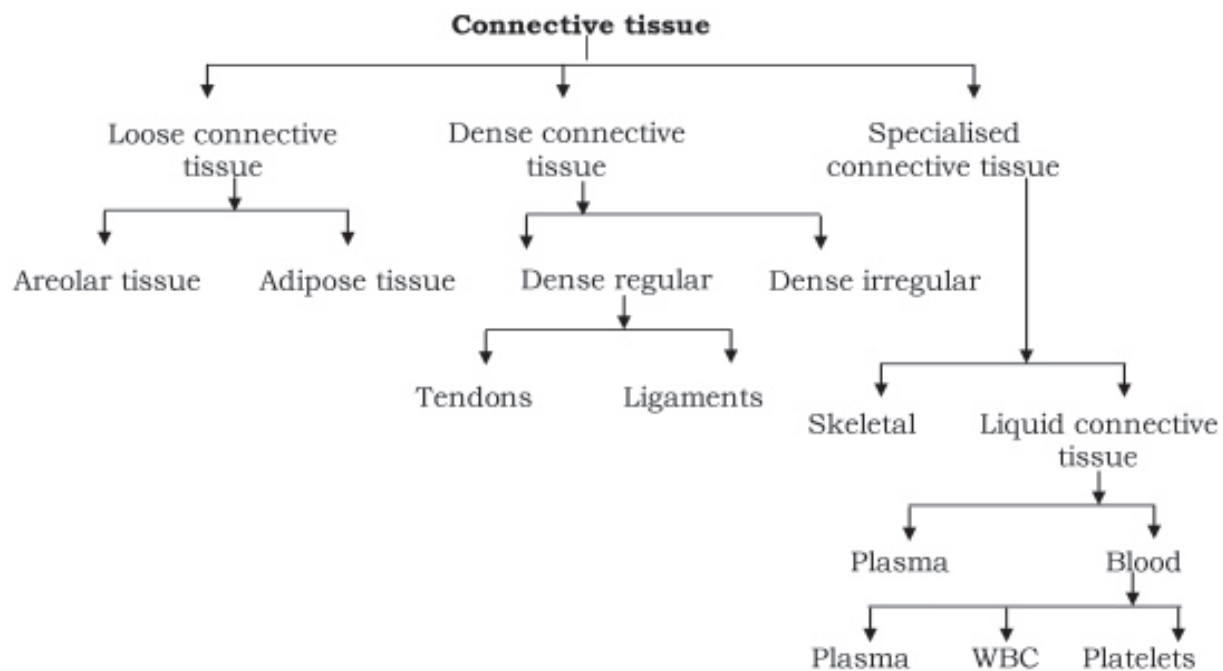 Connective tissue
Loose connective
tissue
Dense connective
tissue
Specialised
connective tissue
Areolar tissue
Adipose tissue
Dense regular
Dense irregular
Tendons
Ligaments
Skeletal
Liquid connective
tissue
Plasma
Blood
Plasma
WBC
Platelets